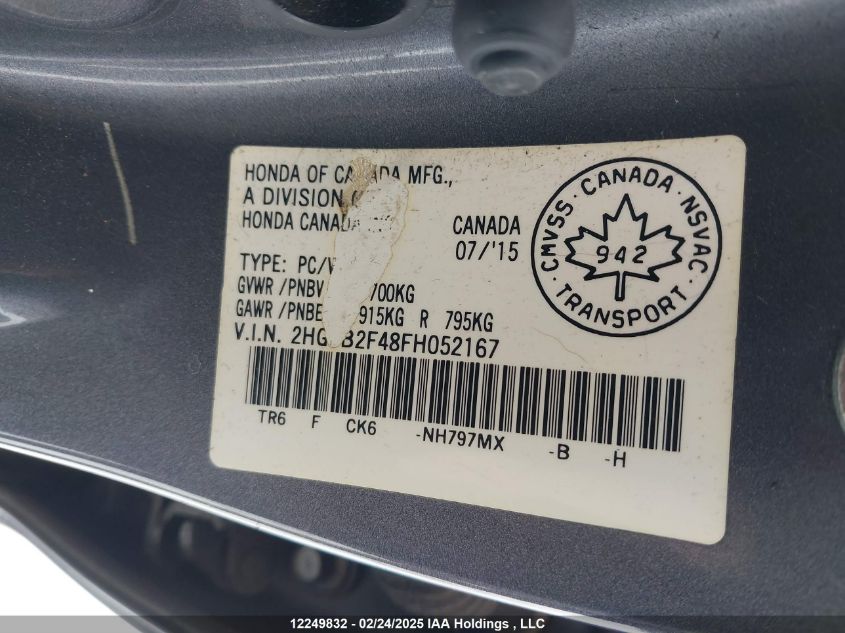 HONDA OF CANADA MFG.,
A DIVISION
HONDA CANADA
CANADA
07/'15
TYPE: PC/
GVWR /PNBV 700KG
GAWR /PNBE 915KG R 795KG
V.I.N. 2HG B2F48FH052167
TR6 F CK6 -NH797MX -B -H
CMVSS · CANADA · NSVAC
942
· TRANSPORT ·
12249832 - 02/24/2025 IAA Holdings , LLC